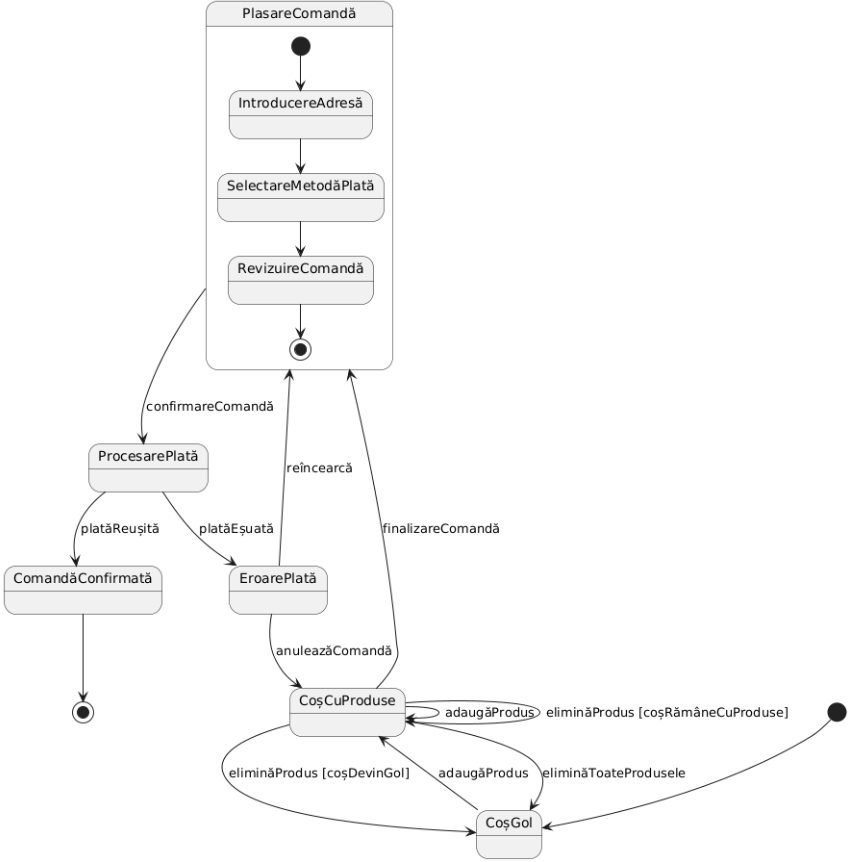 PlasareComandă
IntroducereAdresă
SelectareMetodăPlată
RevizuireComandă
confirmareComandă
ProcesarePlată
reîncearcă
platăReușită
platăEșuată
finalizareComandă
ComandăConfirmată
EroarePlată
anuleazăComandă
CoșCuProduse
adaugăProdus
eliminăProdus [coșRămâneCuProduse]
eliminăProdus [coșDevinGol]
adaugăProdus
eliminăToateProdusele
CoșGol